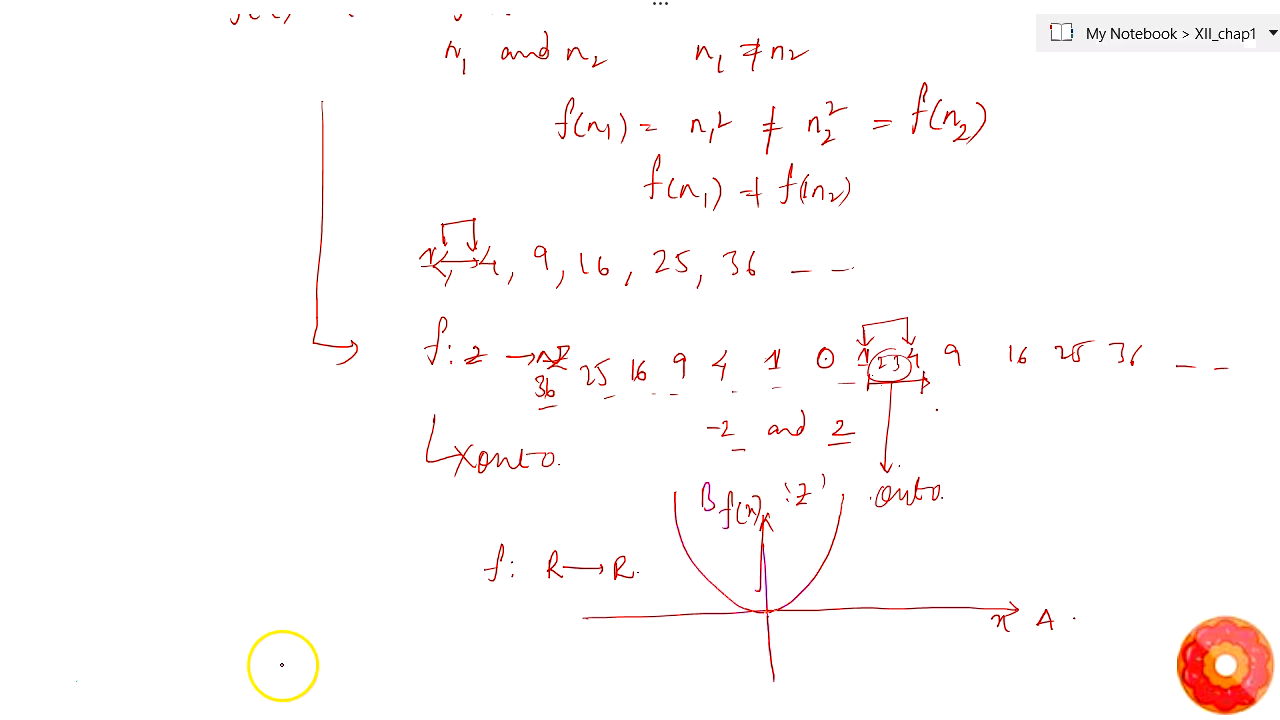 My Notebook > XII_chap1
n₁ and n₂ n₁ ≠ n₂
f(n₁) = n₁² ≠ n₂² = f(n₂)
f(n₁) ≠ f(n₂)
1, 4, 9, 16, 25, 36 _ _
f: Z → Z 36 25 16 9 4 1 0 1 2 3 4 9 16 25 36 _ _
-2 and 2
X onto.
B f(x) 'Z' onto.
f: R → R.
x A